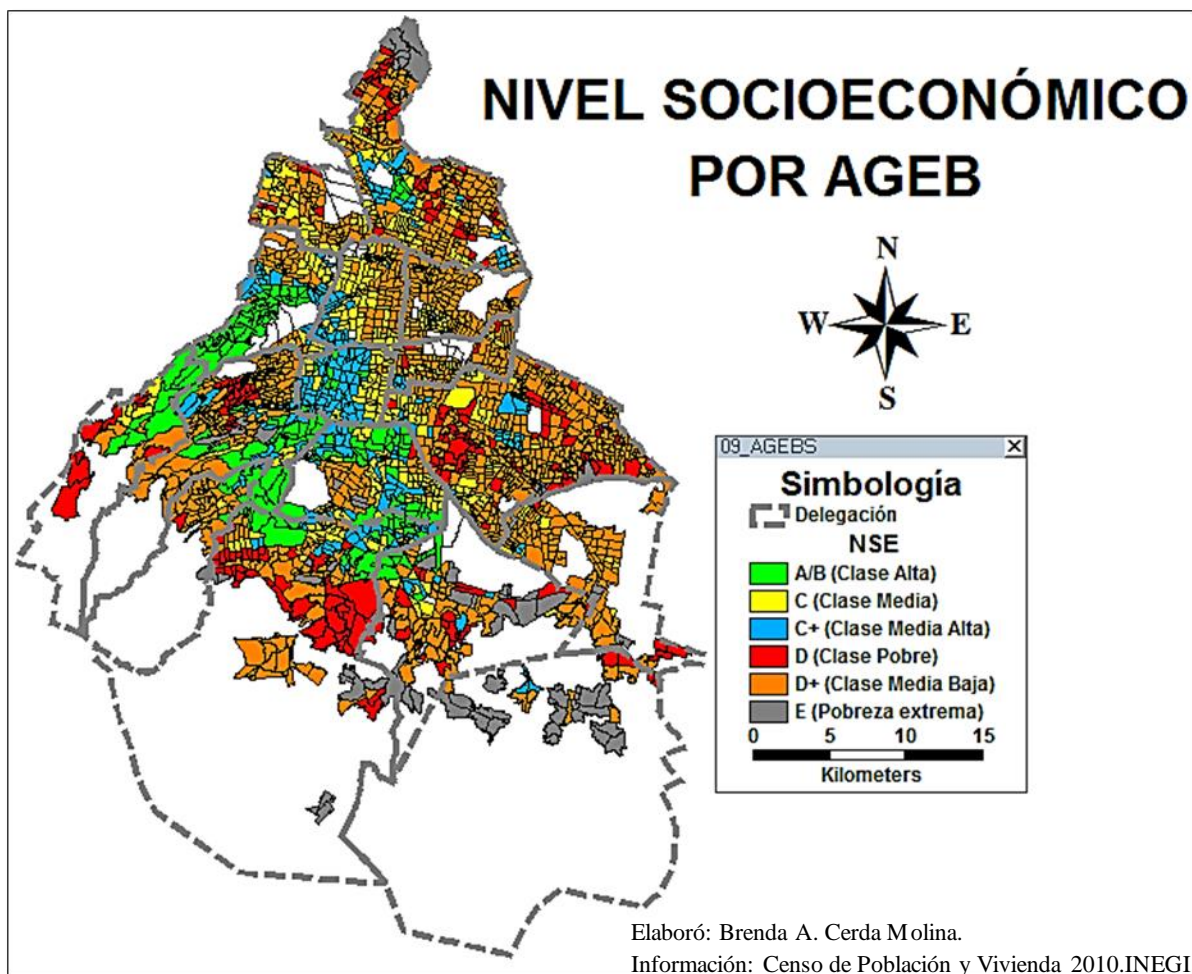 NIVEL SOCIOECONÓMICO
POR AGEB
N
W
E
S
09_AGEBS
Simbología
Delegación
NSE
A/B (Clase Alta)
C (Clase Media)
C+ (Clase Media Alta)
D (Clase Pobre)
D+ (Clase Media Baja)
E (Pobreza extrema)
0 5 10 15
Kilometers
Elaboró: Brenda A. Cerda Molina.
Información: Censo de Población y Vivienda 2010.INEGI